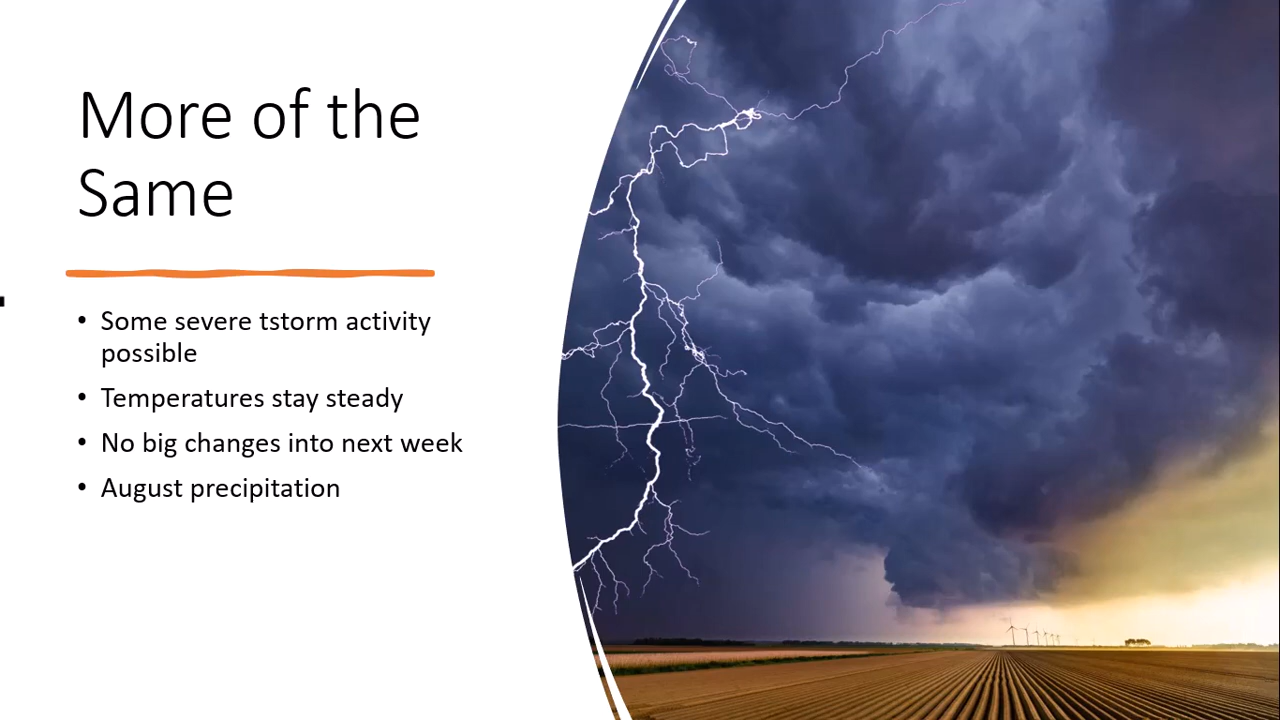 More of the
Same
• Some severe tstorm activity
possible
• Temperatures stay steady
• No big changes into next week
• August precipitation